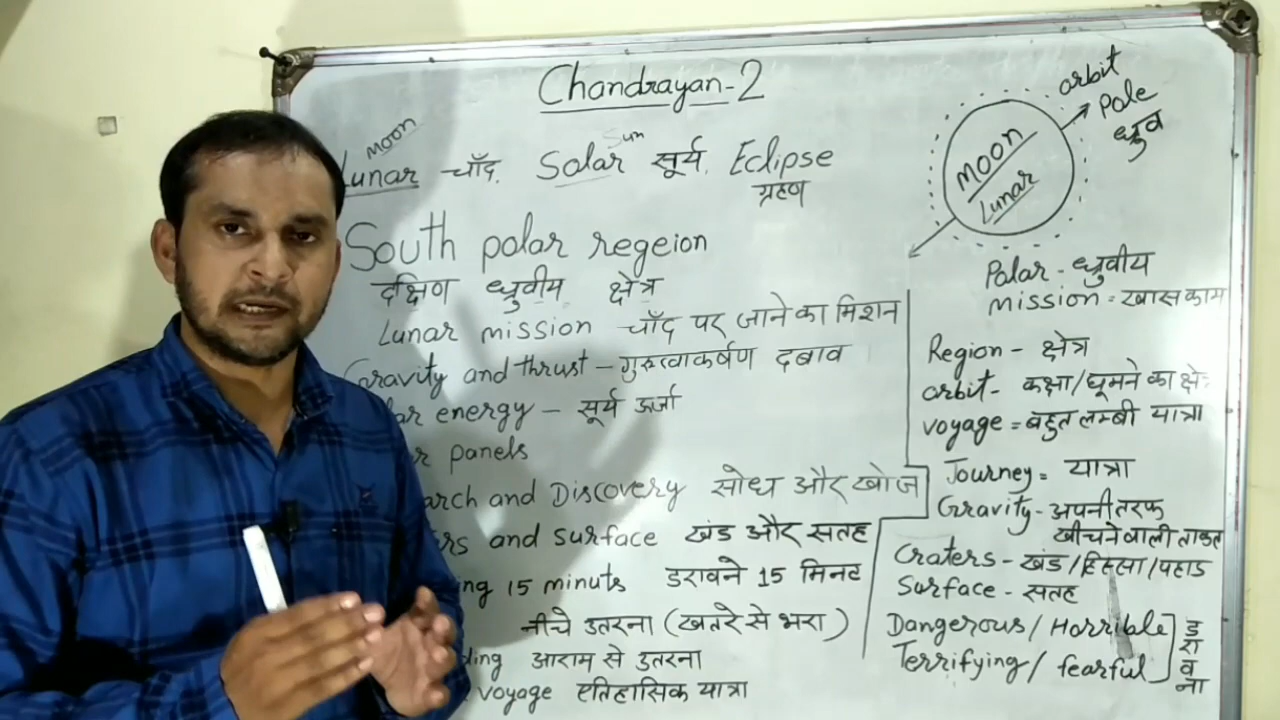 Chandrayan-2
moon
Sun
Lunar चाँद, Solar सूर्य, Eclipse
ग्रहण
South polar regeion
दक्षिण ध्रुवीय क्षेत्र
Lunar mission चाँद पर जाने का मिशन
Gravity and thrust – गुरुत्वाकर्षण दबाव
ar energy – सूर्य ऊर्जा
r panels
arch and Discovery सोध और खोज
rs and surface खंड और सतह
ng 15 minuts डरावने 15 मिनट
नीचे उतरना (खतरे से भरा)
ding आराम से उतरना
voyage एतिहासिक यात्रा
orbit
Pole
ध्रुव
moon
Lunar
Polar - ध्रुवीय
mission = खास काम
Region - क्षेत्र
orbit - कक्षा/घूमने का क्षे
voyage = बहुत लम्बी यात्रा
Journey = यात्रा
Gravity - अपनी तरफ
खींचने वाली ताकत
Craters - खंड/हिस्सा/पहाड
Surface - सतह
Dangerous/Horrible
Terrifying/fearful
डरावना